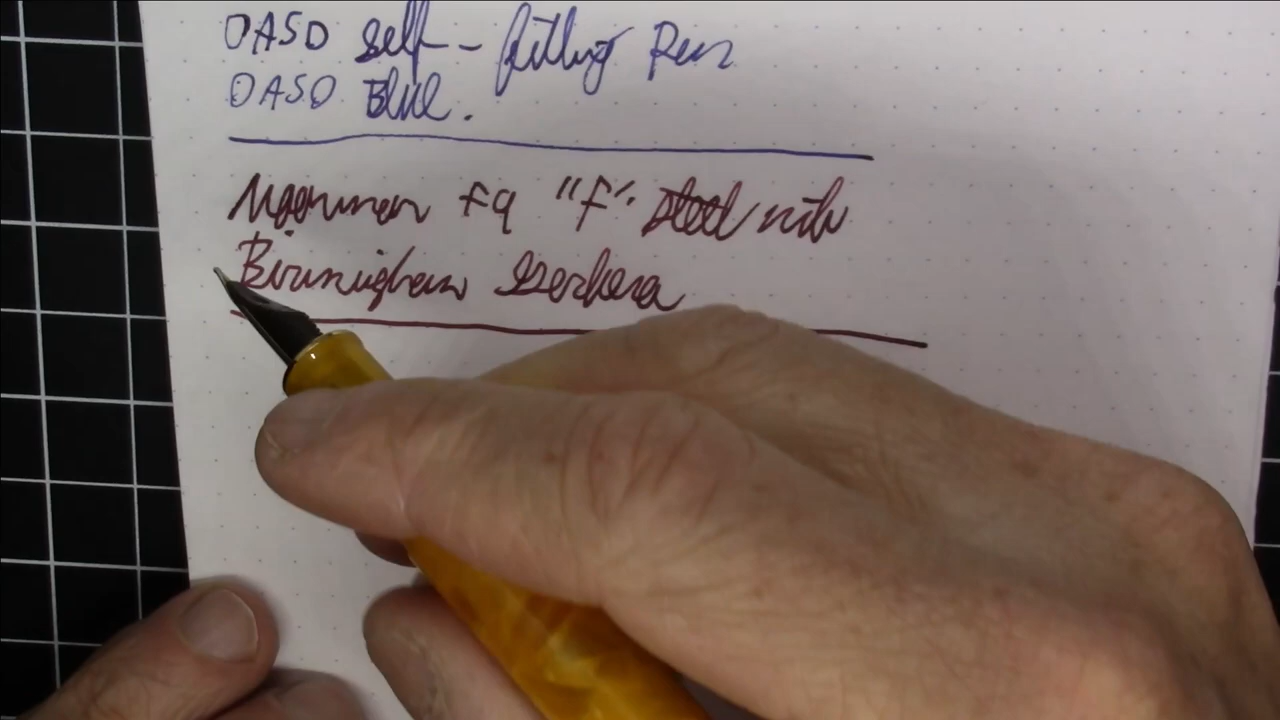 OASO Self-filling Pen
OASO Blue.
Moonman F9 "F" steel nib
Birmingham Gerbera